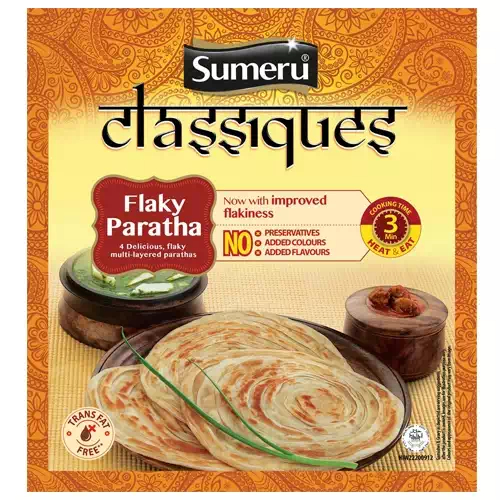 Sumeru®
classiques
Flaky
Paratha
4 Delicious, flaky
multi-layered parathas
Now with improved
flakiness
NO
PRESERVATIVES
ADDED COLOURS
ADDED FLAVOURS
COOKING TIME
3
Min
HEAT & EAT
TRANS FAT
FREE**